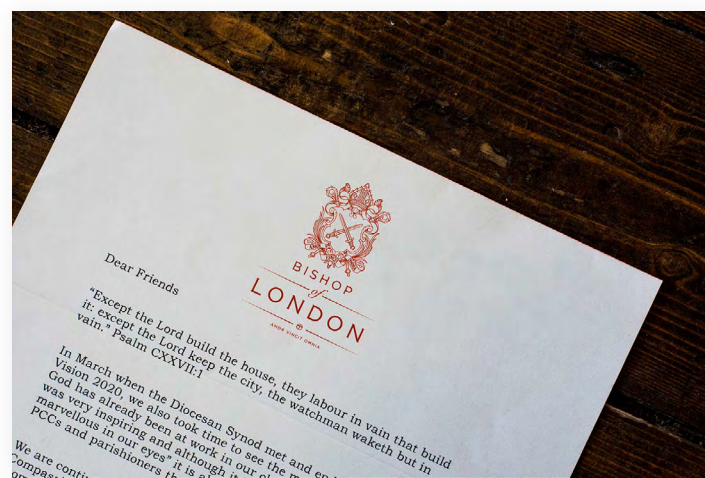 BISHOP
of
LONDON
AMOR VINCIT OMNIA
Dear Friends
“Except the Lord build the house, they labour in vain that build
it: except the Lord keep the city, the watchman waketh but in
vain.” Psalm CXXVII:1
In March when the Diocesan Synod met and
Vision 2020, we also took time to see the
God has already been at work in our
was very inspiring and although
marvellous in our eyes” it is
PCCs and parishioners
We are